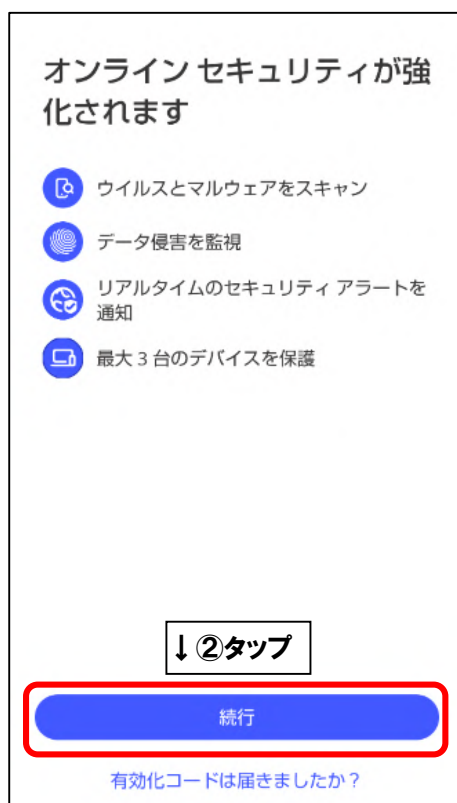 オンライン セキュリティが強
化されます
ウイルスとマルウェアをスキャン
データ侵害を監視
リアルタイムのセキュリティ アラートを
通知
最大 3 台のデバイスを保護
↓②タップ
続行
有効化コードは届きましたか？